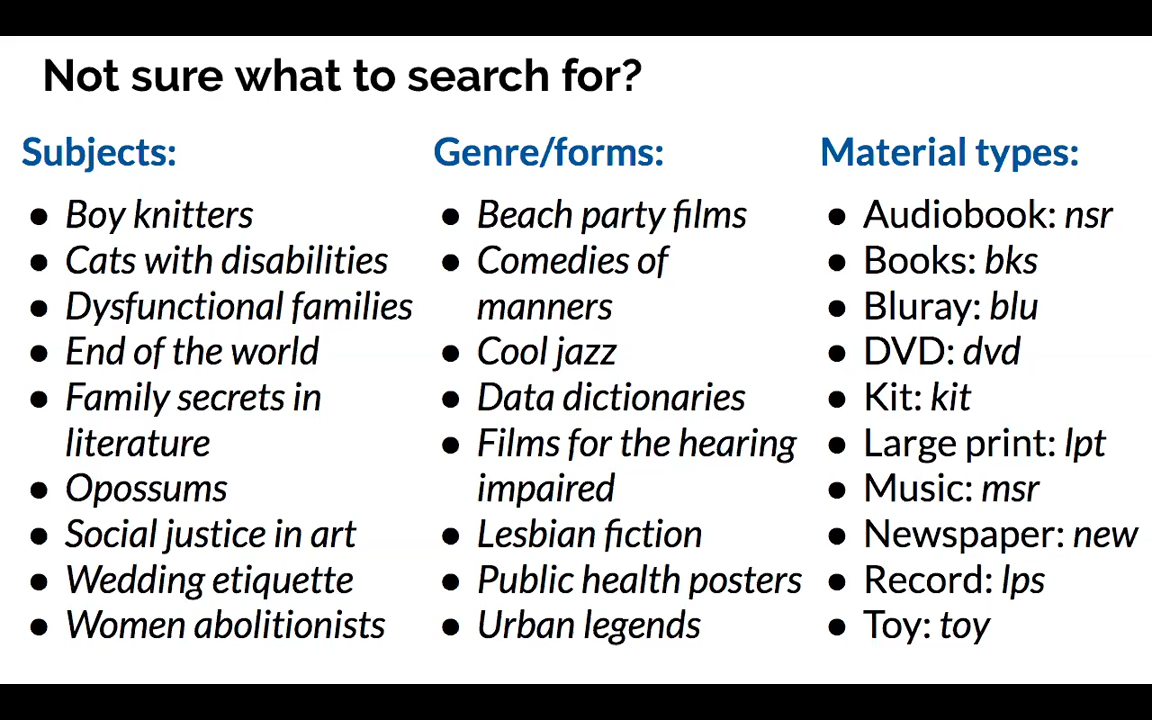 Not sure what to search for?
Subjects:
● Boy knitters
● Cats with disabilities
● Dysfunctional families
● End of the world
● Family secrets in
literature
● Opossums
● Social justice in art
● Wedding etiquette
● Women abolitionists
Genre/forms:
● Beach party films
● Comedies of
manners
● Cool jazz
● Data dictionaries
● Films for the hearing
impaired
● Lesbian fiction
● Public health posters
● Urban legends
Material types:
● Audiobook: nsr
● Books: bks
● Bluray: blu
● DVD: dvd
● Kit: kit
● Large print: lpt
● Music: msr
● Newspaper: new
● Record: lps
● Toy: toy